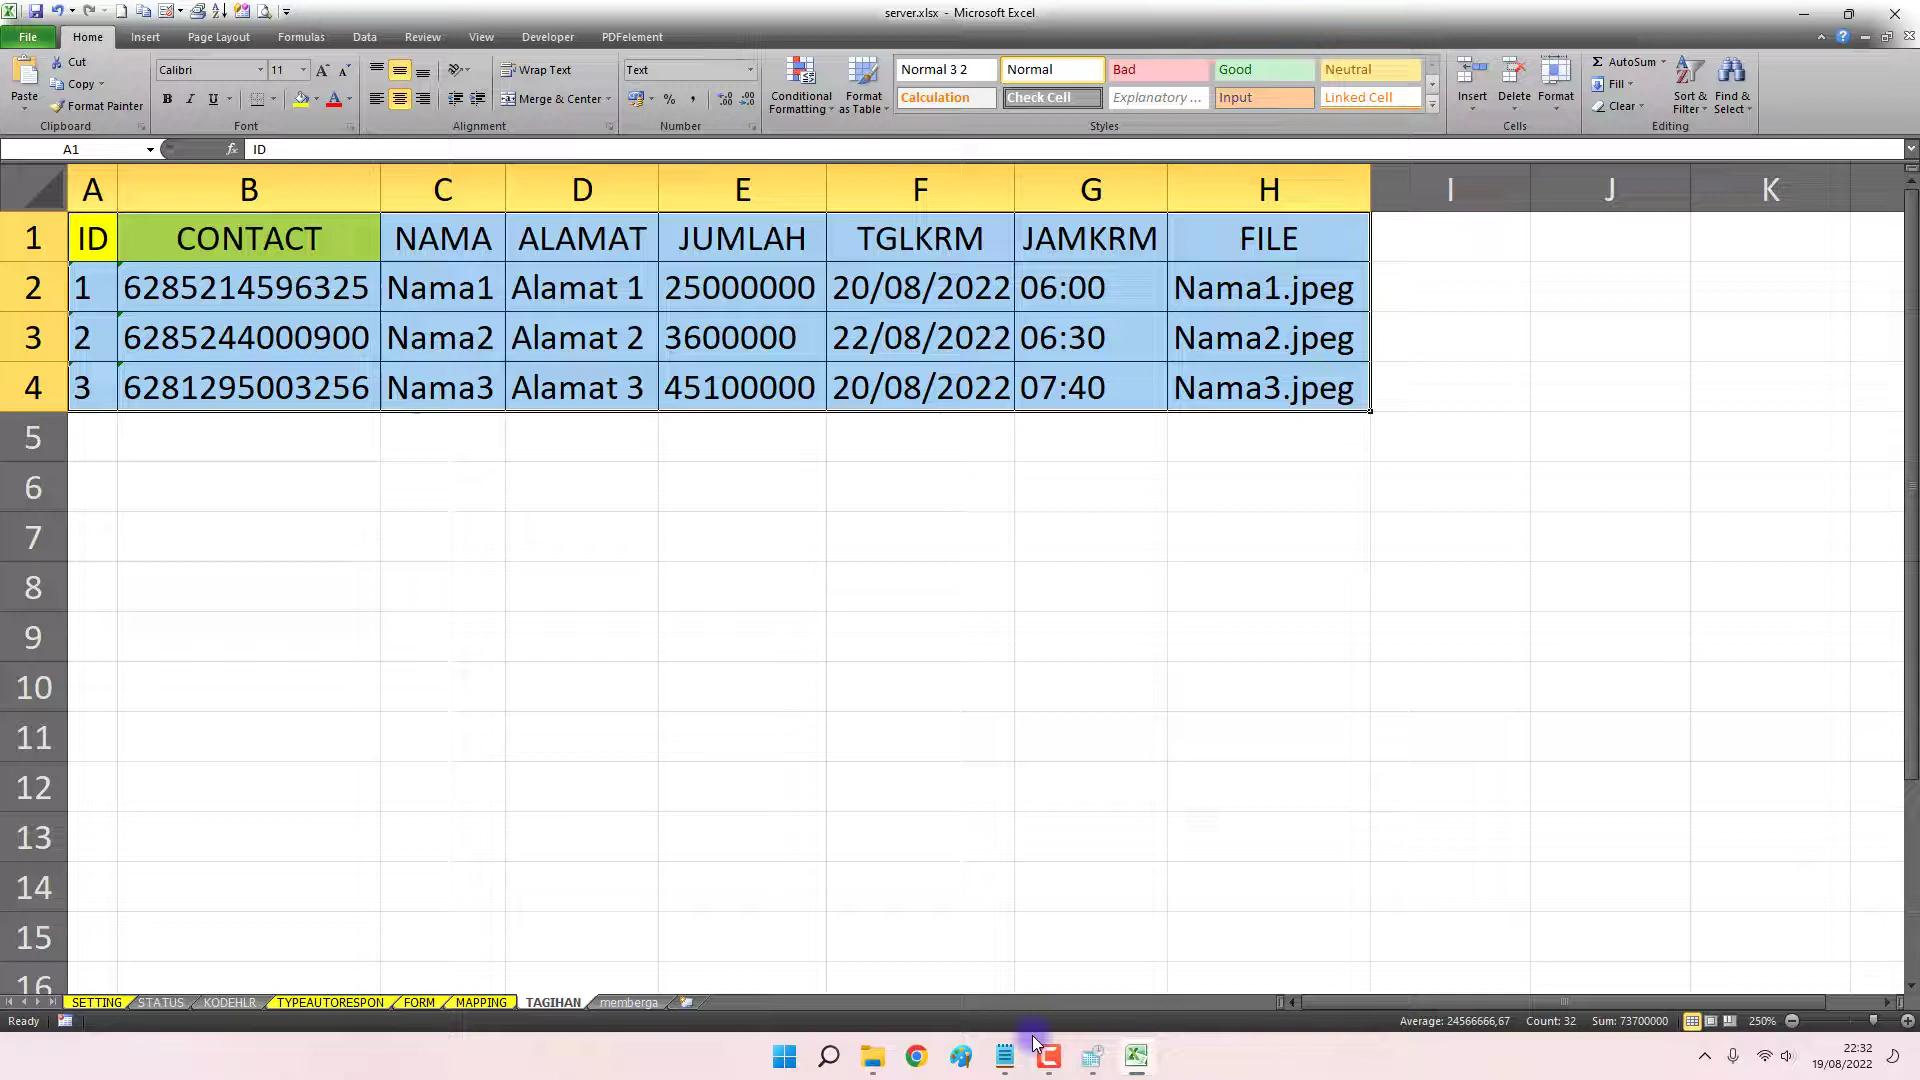 server.xlsx - Microsoft Excel
File Home Insert Page Layout Formulas Data Review View Developer PDFelement
Paste
Cut
Copy
Format Painter
Clipboard
Calibri 11
B I U
Font
Wrap Text
Merge & Center
Alignment
Text
Number
Conditional Formatting
Format as Table
Normal 3 2 Normal Bad Good Neutral
Calculation Check Cell Explanatory ... Input Linked Cell
Styles
Insert Delete Format
Cells
AutoSum
Fill
Clear
Sort & Filter
Find & Select
Editing
A1 fx ID
A B C D E F G H I J K
1 ID CONTACT NAMA ALAMAT JUMLAH TGLKRM JAMKRM FILE
2 1 6285214596325 Nama1 Alamat 1 25000000 20/08/2022 06:00 Nama1.jpeg
3 2 6285244000900 Nama2 Alamat 2 3600000 22/08/2022 06:30 Nama2.jpeg
4 3 6281295003256 Nama3 Alamat 3 45100000 20/08/2022 07:40 Nama3.jpeg
5
6
7
8
9
10
11
12
13
14
15
16
SETTING STATUS KODEHLR TYPEAUTORESPON FORM MAPPING TAGIHAN memberga
Ready Average: 24566666,67 Count: 32 Sum: 73700000 250%
22:32
19/08/2022